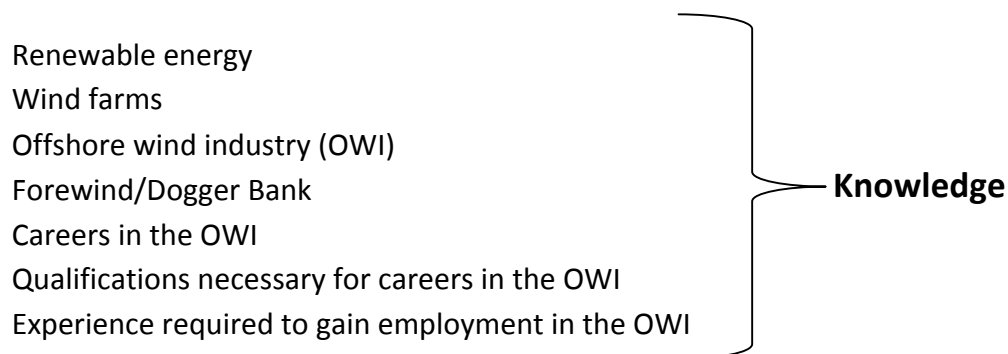 Renewable energy
Wind farms
Offshore wind industry (OWI)
Forewind/Dogger Bank
Careers in the OWI
Qualifications necessary for careers in the OWI
Experience required to gain employment in the OWI
Knowledge